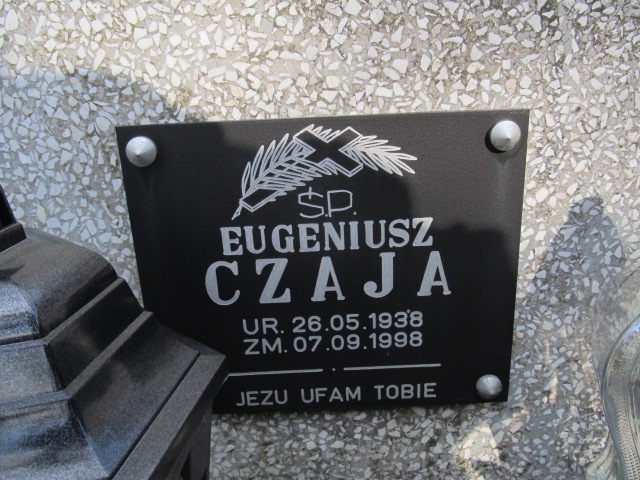 Ś.P.
EUGENIUSZ
CZAJA
UR. 26.05.1938
ZM. 07.09.1998
JEZU UFAM TOBIE